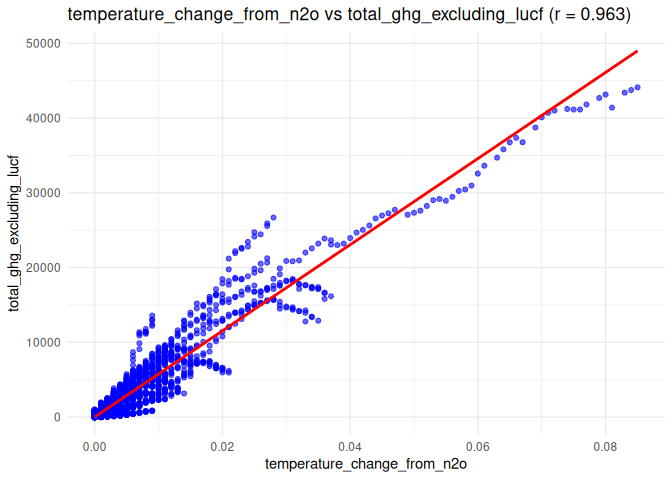 temperature_change_from_n2o vs total_ghg_excluding_lucf (r = 0.963)
50000
40000
30000
20000
10000
0
total_ghg_excluding_lucf
0.00 0.02 0.04 0.06 0.08
temperature_change_from_n2o